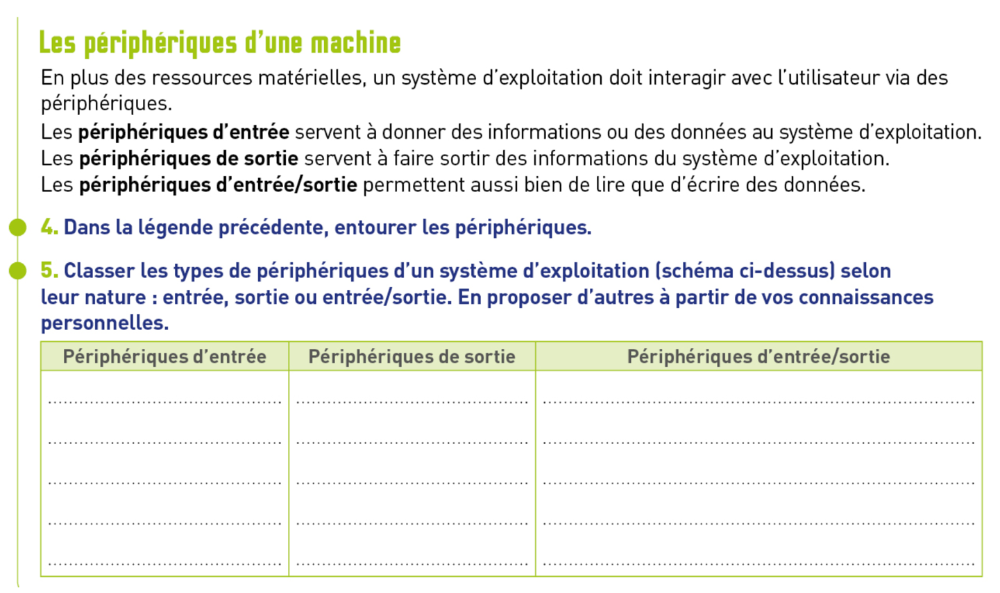 Les périphériques d'une machine
En plus des ressources matérielles, un système d'exploitation doit interagir avec l'utilisateur via des
périphériques.
Les périphériques d'entrée servent à donner des informations ou des données au système d'exploitation.
Les périphériques de sortie servent à faire sortir des informations du système d'exploitation.
Les périphériques d'entrée/sortie permettent aussi bien de lire que d'écrire des données.
4. Dans la légende précédente, entourer les périphériques.
5. Classer les types de périphériques d'un système d'exploitation (schéma ci-dessus) selon
leur nature : entrée, sortie ou entrée/sortie. En proposer d'autres à partir de vos connaissances
personnelles.
Périphériques d'entrée Périphériques de sortie Périphériques d'entrée/sortie